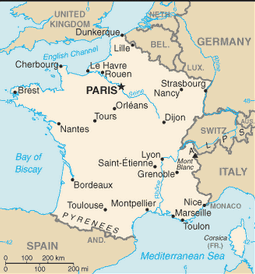 UNITED
KINGDOM
NETH.
Dunkerque
Lille
BEL.
GERMANY
English Channel
LUX.
Cherbourg
Le Havre
Rouen
PARIS
Seine
Strasbourg
Nancy
Brest
Orléans
Tours
Dijon
Nantes
SWITZ.
Bay of
Biscay
Lyon
Saint-Étienne
Mont
Blanc
Grenoble
ITALY
Bordeaux
Toulouse
Montpellier
Nice
MONACO
Marseille
Toulon
PYRENEES
SPAIN
AND.
Corsica
(FR.)
Mediterranean Sea
0 100 200 km
0 100 200 mi